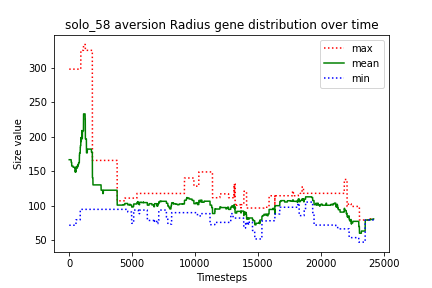 solo_58 aversion Radius gene distribution over time
max
mean
min
Size value
300
250
200
150
100
50
0
5000
10000
15000
20000
25000
Timesteps